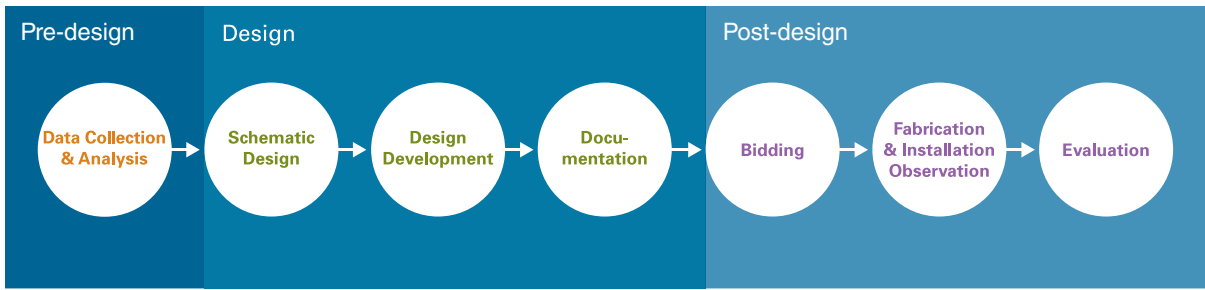 Pre-design
Design
Post-design
Data Collection
& Analysis
Schematic
Design
Design
Development
Docu-
mentation
Bidding
Fabrication
& Installation
Observation
Evaluation